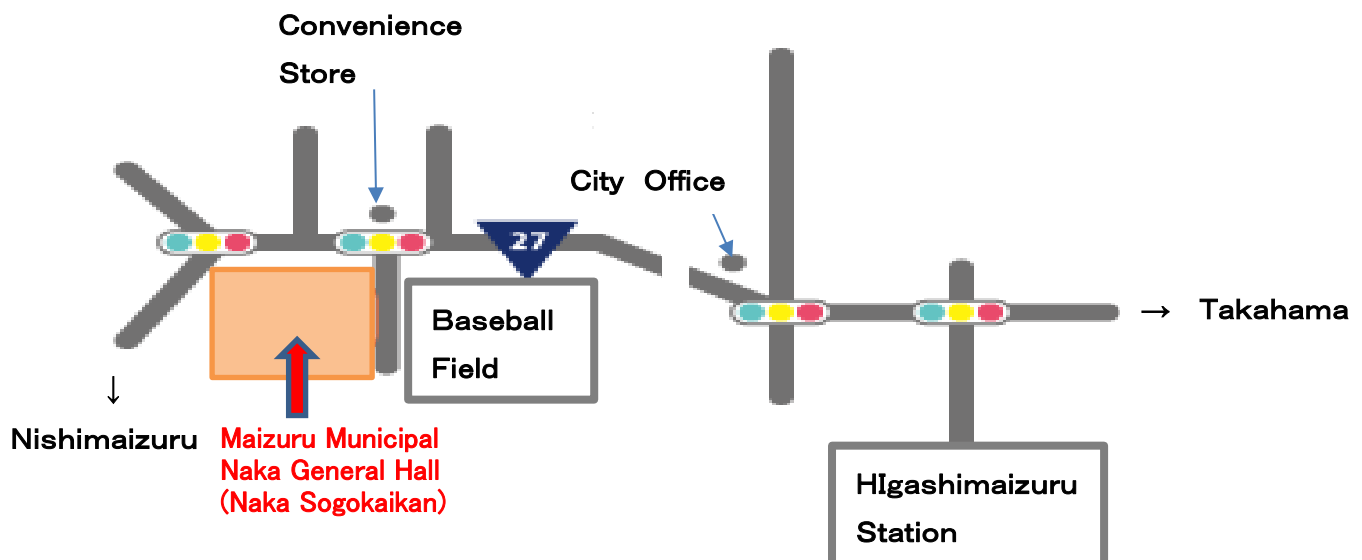 Convenience
Store
City Office
27
Baseball
Field
→ Takahama
↓
Nishimaizuru
Maizuru Municipal
Naka General Hall
(Naka Sogokaikan)
HIgashimaizuru
Station